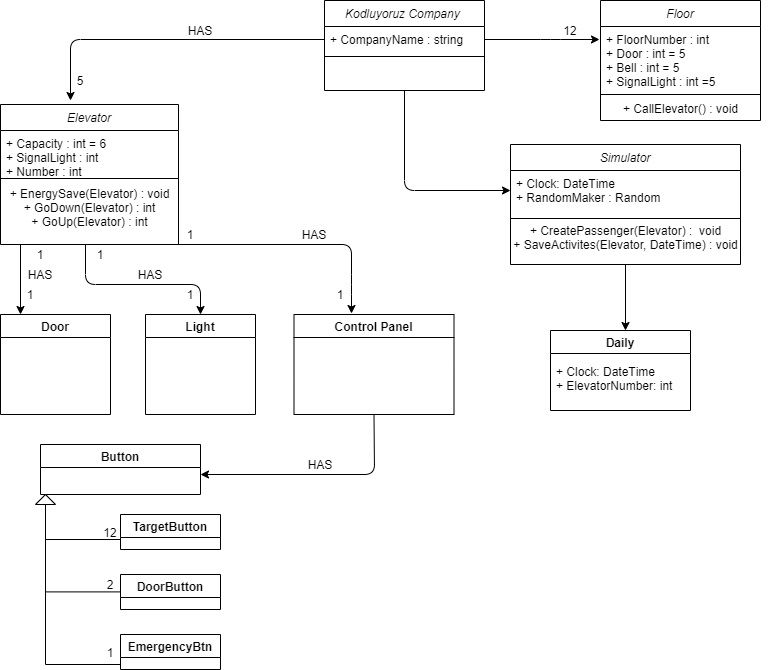 Kodluyoruz Company
+ CompanyName : string
HAS
5
12
Floor
+ FloorNumber : int
+ Door : int = 5
+ Bell : int = 5
+ SignalLight : int =5
+ CallElevator() : void
Elevator
+ Capacity : int = 6
+ SignalLight : int
+ Number : int
+ EnergySave(Elevator) : void
+ GoDown(Elevator) : int
+ GoUp(Elevator) : int
Simulator
+ Clock: DateTime
+ RandomMaker : Random
+ CreatePassenger(Elevator) : void
+ SaveActivites(Elevator, DateTime) : void
1
HAS
1
1
HAS
1
1
HAS
1
Door
Light
Control Panel
Daily
+ Clock: DateTime
+ ElevatorNumber: int
Button
HAS
12
TargetButton
2
DoorButton
1
EmergencyBtn